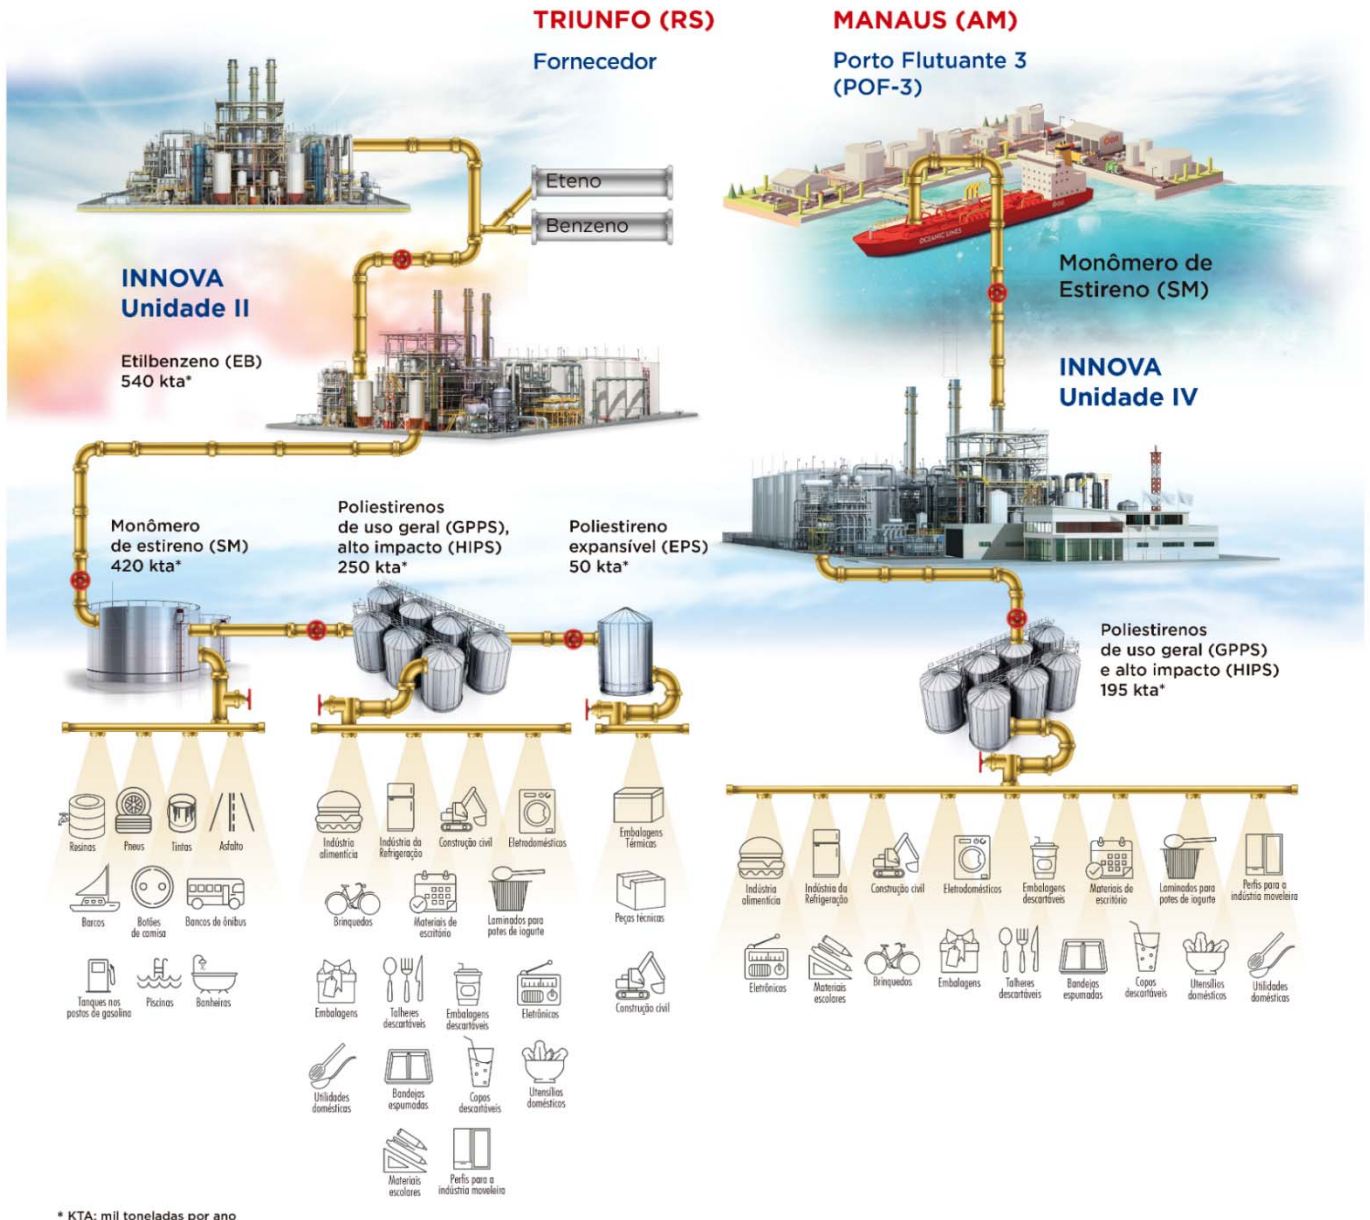 TRIUNFO (RS)
Fornecedor
Eteno
Benzeno
INNOVA
Unidade II
Etilbenzeno (EB)
540 kta*
Monômero
de estireno (SM)
420 kta*
Poliestirenos
de uso geral (GPPS),
alto impacto (HIPS)
250 kta*
Poliestireno
expansível (EPS)
50 kta*
Resinas
Pneus
Tintas
Asfalto
Barcos
Botões
de camisa
Bancos de ônibus
Tanques nos
postos de gasolina
Piscinas
Banheiras
Indústria
alimentícia
Indústria da
Refrigeração
Construção civil
Eletrodomésticos
Brinquedos
Materiais de
escritório
Laminados para
potes de iogurte
Embalagens
Talheres
descartáveis
Embalagens
descartáveis
Eletrônicos
Utilidades
domésticas
Bandejas
espumadas
Copos
descartáveis
Utensílios
domésticos
Materiais
escolares
Perfis para a
indústria moveleira
Embalagens
Térmicas
Peças técnicas
Construção civil
MANAUS (AM)
Porto Flutuante 3
(POF-3)
OCEANIC LINES
Monômero de
Estireno (SM)
INNOVA
Unidade IV
Poliestirenos
de uso geral (GPPS)
e alto impacto (HIPS)
195 kta*
Indústria
alimentícia
Indústria da
Refrigeração
Construção civil
Eletrodomésticos
Embalagens
descartáveis
Materiais de
escritório
Laminados para
potes de iogurte
Perfis para a
indústria moveleira
Eletrônicos
Materiais
escolares
Brinquedos
Embalagens
Talheres
descartáveis
Bandejas
espumadas
Copos
descartáveis
Utensílios
domésticos
Utilidades
domésticas
* KTA: mil toneladas por ano